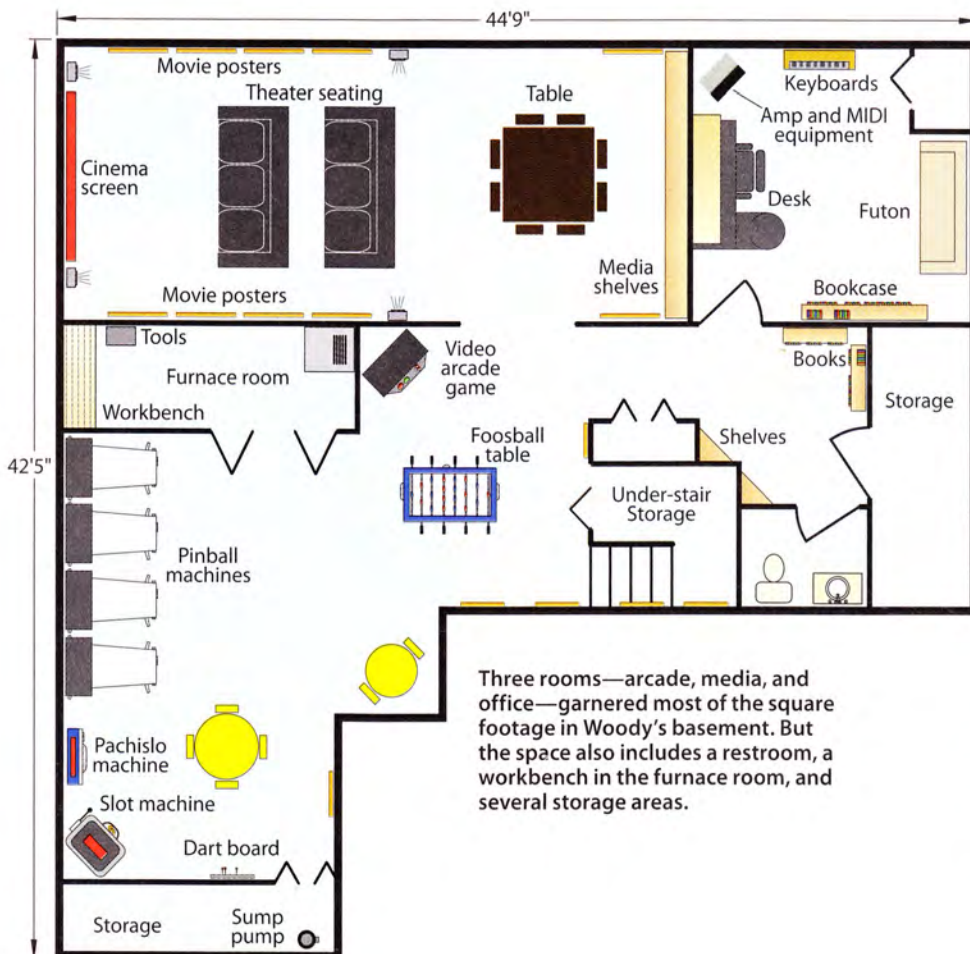 44'9"
Movie posters
Theater seating
Table
Keyboards
Amp and MIDI
equipment
Cinema
screen
Desk
Futon
Movie posters
Media
shelves
Bookcase
Tools
Furnace room
Workbench
Video
arcade
game
Books
Storage
42'5"
Foosball
table
Shelves
Under-stair
Storage
Pinball
machines
Pachislo
machine
Slot machine
Dart board
Storage
Sump
pump
Three rooms—arcade, media, and
office—garnered most of the square
footage in Woody's basement. But
the space also includes a restroom, a
workbench in the furnace room, and
several storage areas.